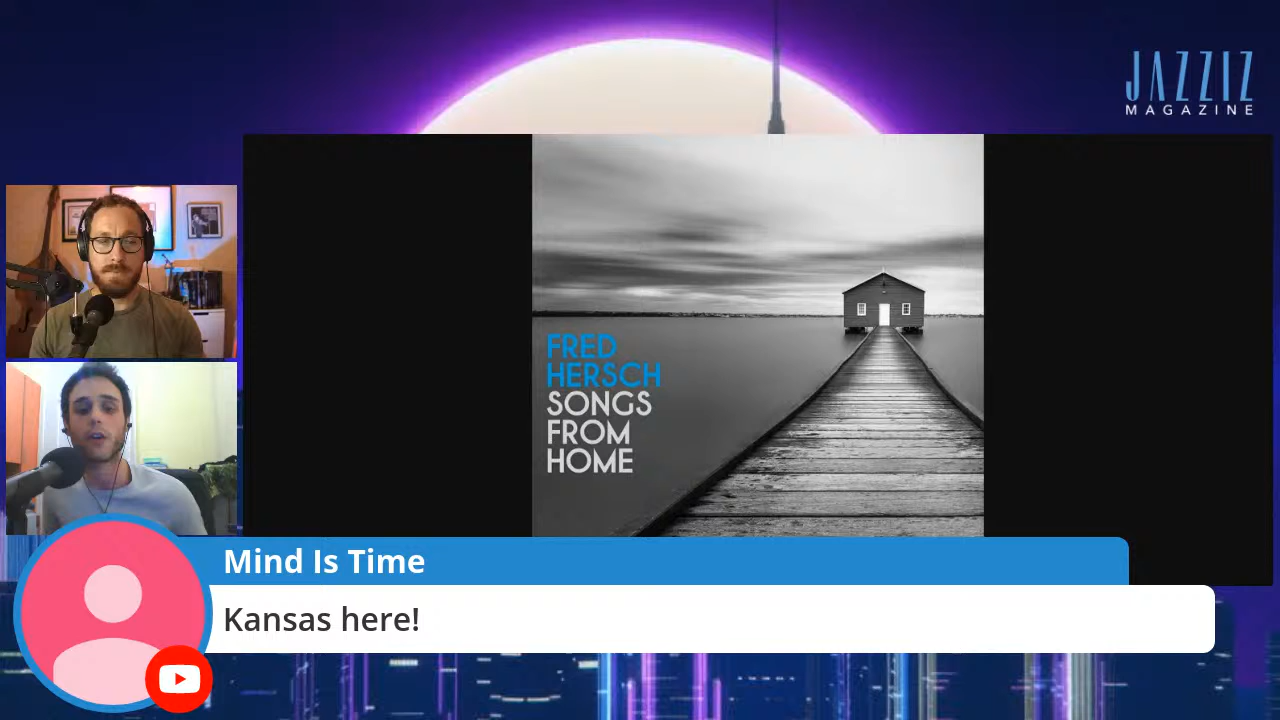 JAZZIZ
MAGAZINE
FRED
HERSCH
SONGS
FROM
HOME
Mind Is Time
Kansas here!